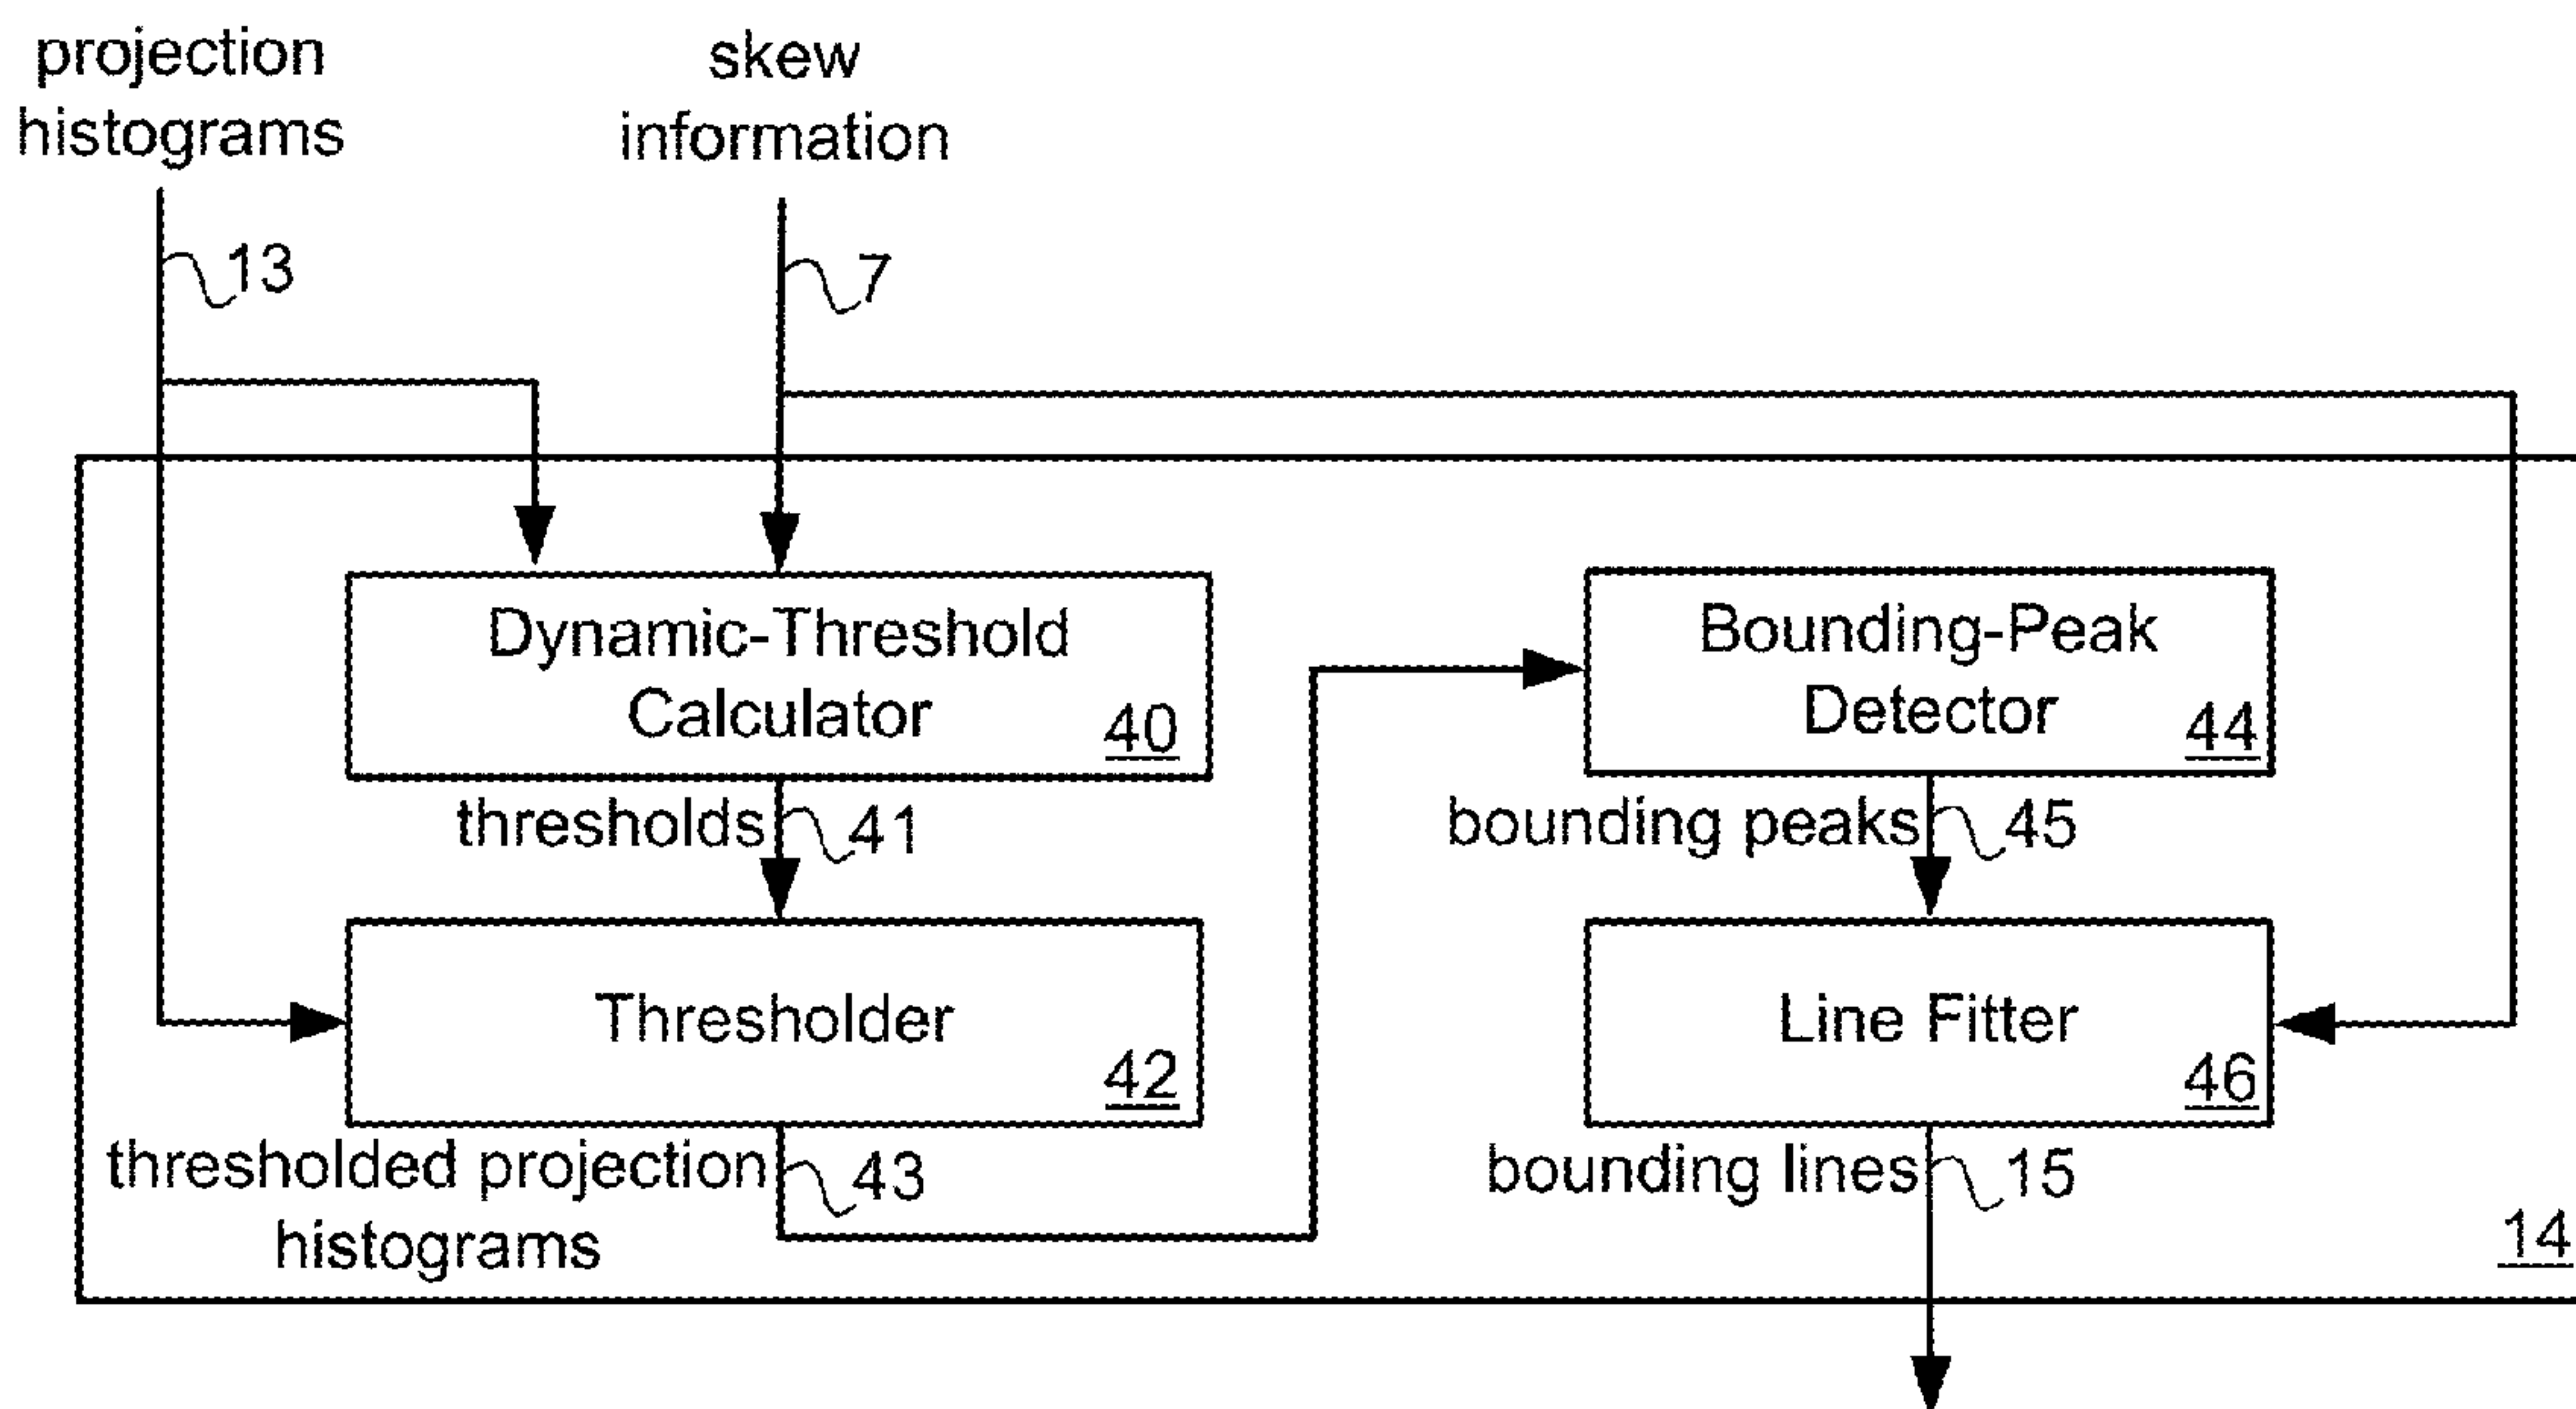 projection
histograms
skew
information
13
7
Dynamic-Threshold
Calculator
40
Bounding-Peak
Detector
44
thresholds
41
bounding peaks
45
Thresholder
42
Line Fitter
46
thresholded projection
histograms
43
bounding lines
15
14